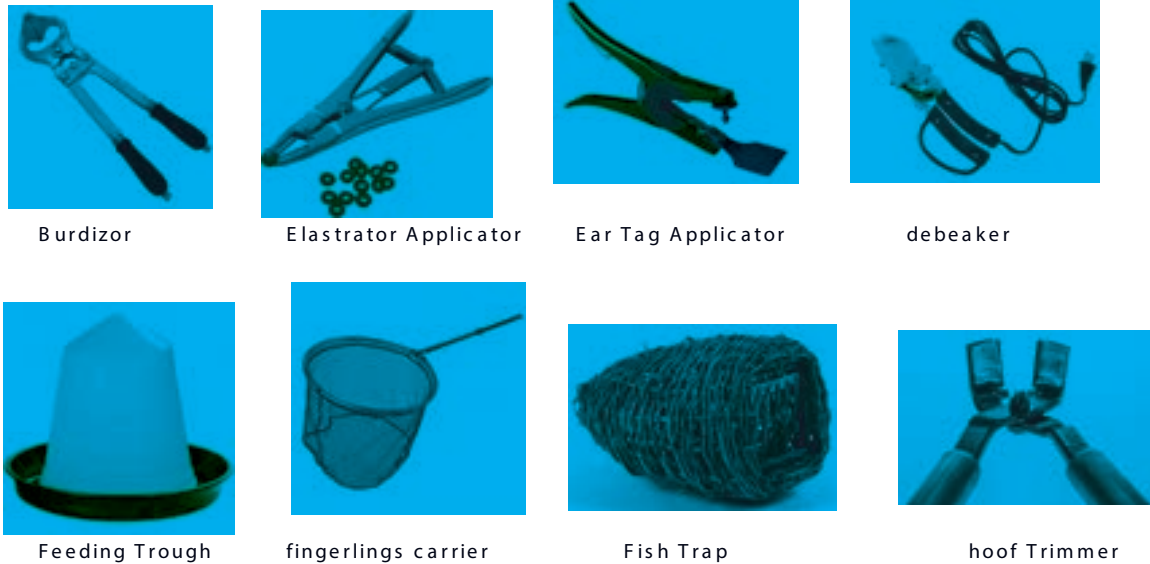 Burdizor
Elastrator Applicator
Ear Tag Applicator
debeaker
Feeding Trough
fingerlings carrier
Fish Trap
hoof Trimmer